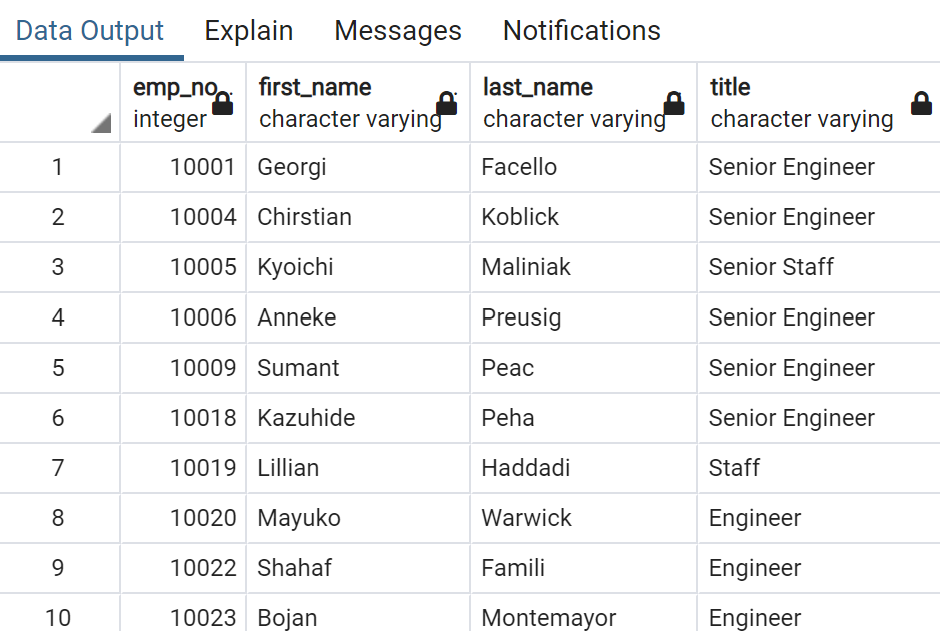 Data Output Explain Messages Notifications
emp_no first_name last_name title
integer character varying character varying character varying
1 10001 Georgi Facello Senior Engineer
2 10004 Chirstian Koblick Senior Engineer
3 10005 Kyoichi Maliniak Senior Staff
4 10006 Anneke Preusig Senior Engineer
5 10009 Sumant Peac Senior Engineer
6 10018 Kazuhide Peha Senior Engineer
7 10019 Lillian Haddadi Staff
8 10020 Mayuko Warwick Engineer
9 10022 Shahaf Famili Engineer
10 10023 Bojan Montemayor Engineer